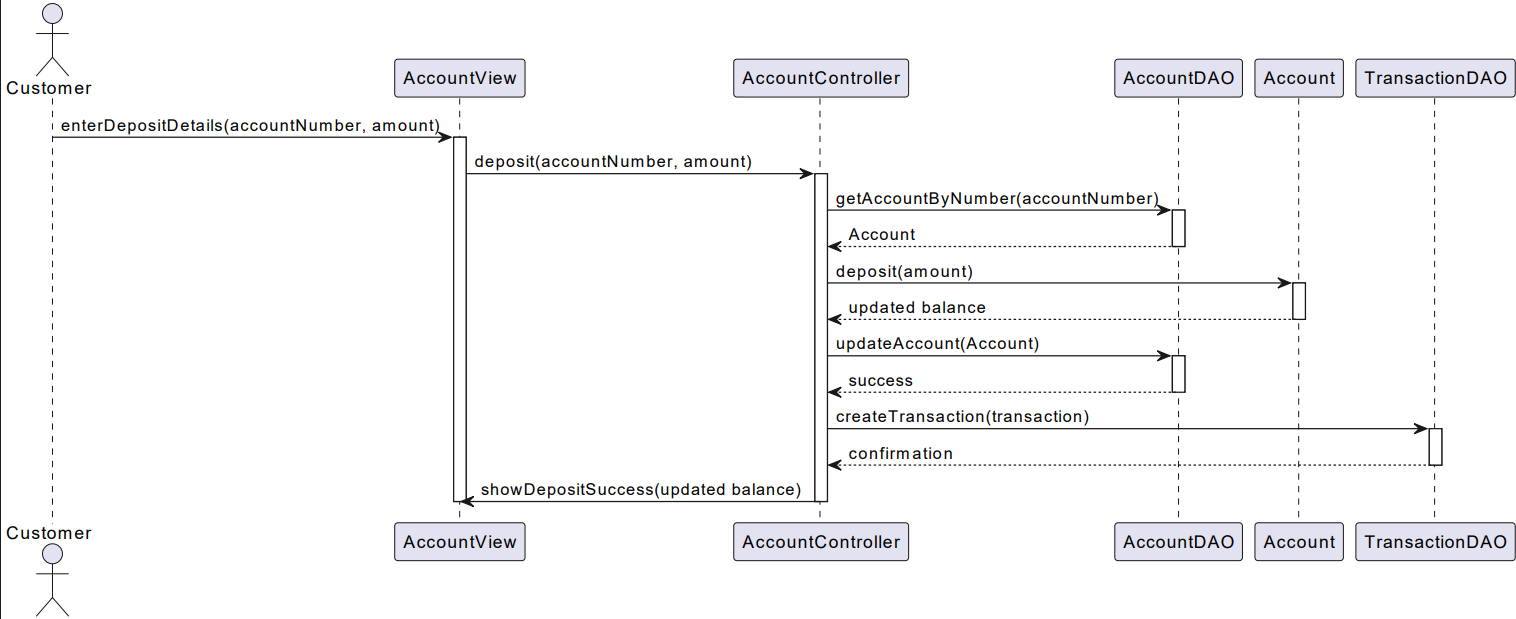 Customer
AccountView
AccountController
AccountDAO
Account
TransactionDAO
enterDepositDetails(accountNumber, amount)
deposit(accountNumber, amount)
getAccountByNumber(accountNumber)
Account
deposit(amount)
updated balance
updateAccount(Account)
success
createTransaction(transaction)
confirmation
showDepositSuccess(updated balance)
Customer
AccountView
AccountController
AccountDAO
Account
TransactionDAO